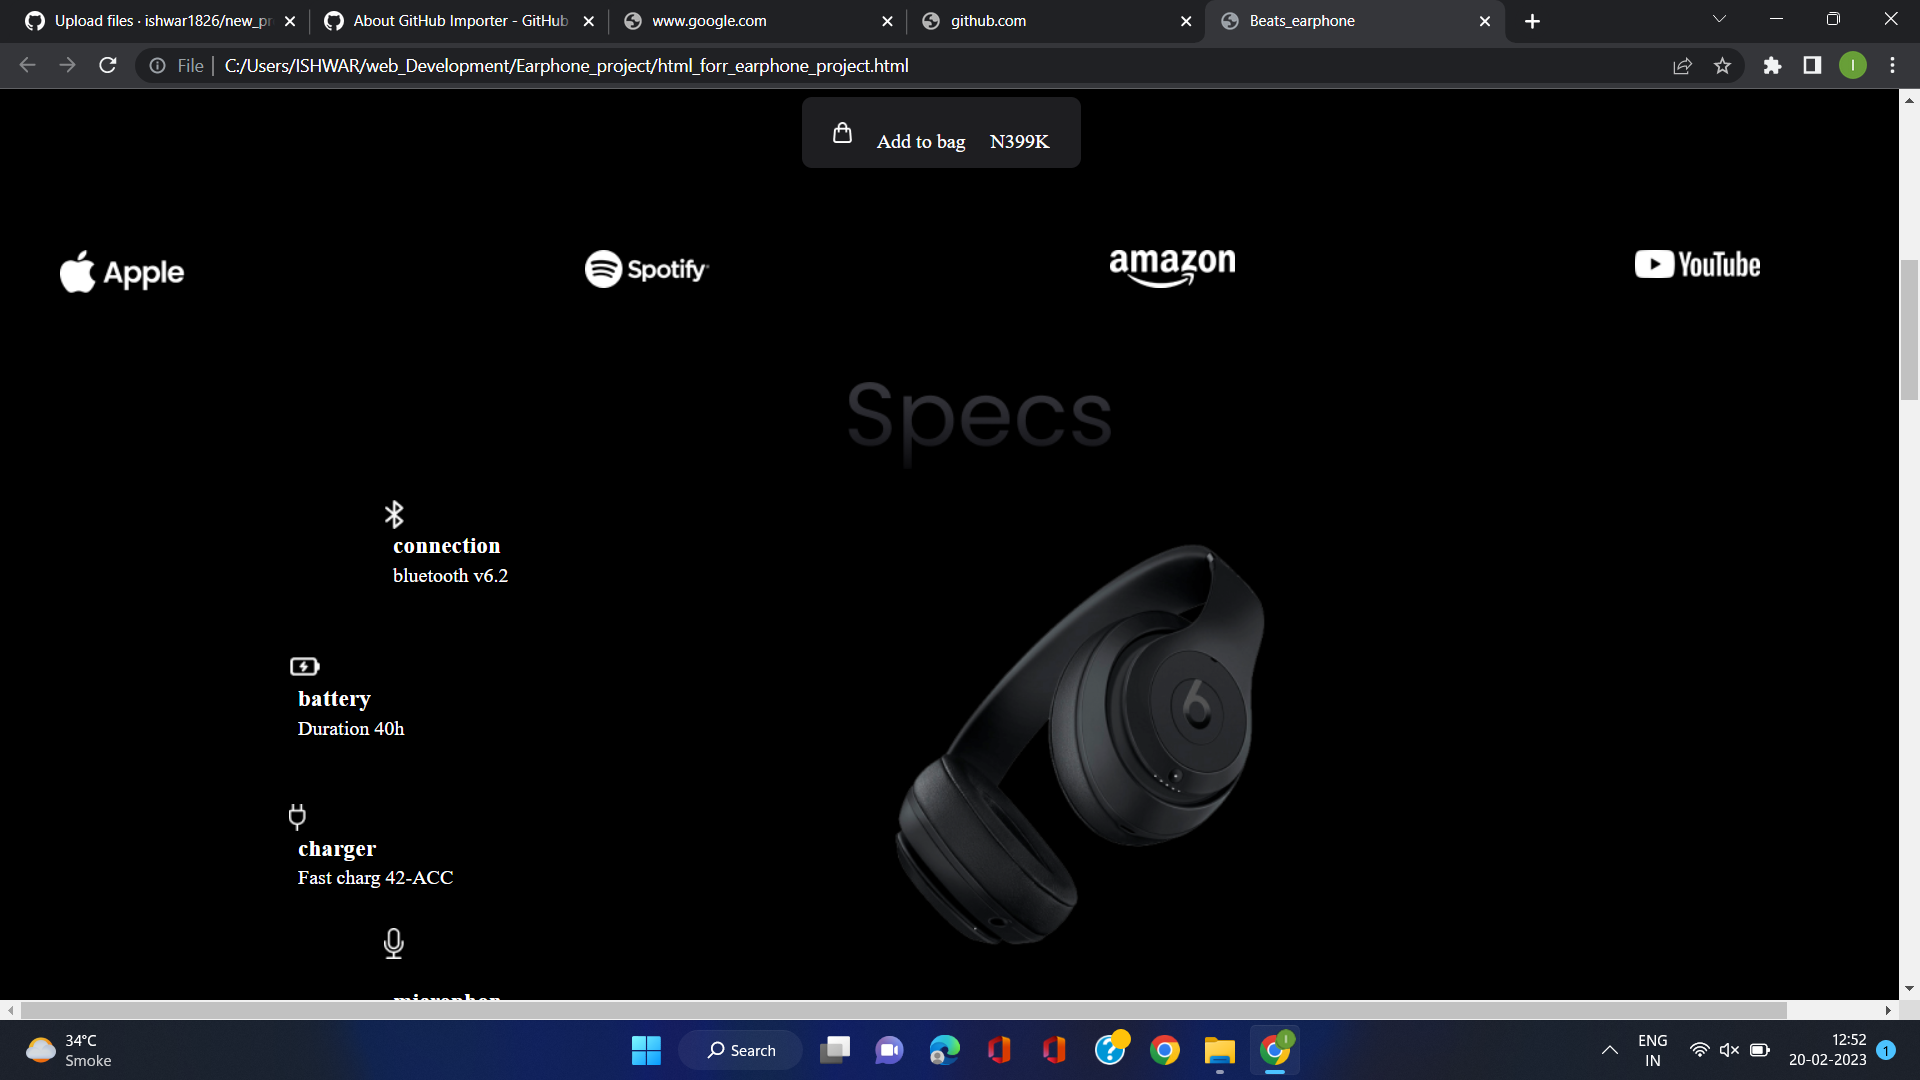 Upload files · ishwar1826/new_pr
About GitHub Importer - GitHub
www.google.com
github.com
Beats_earphone
File
C:/Users/ISHWAR/web_Development/Earphone_project/html_forr_earphone_project.html
I
Add to bag N399K
Apple
Spotify
amazon
YouTube
Specs
connection
bluetooth v6.2
battery
Duration 40h
charger
Fast charg 42-ACC
microphon
34°C
Smoke
Search
ENG
IN
12:52
20-02-2023
1